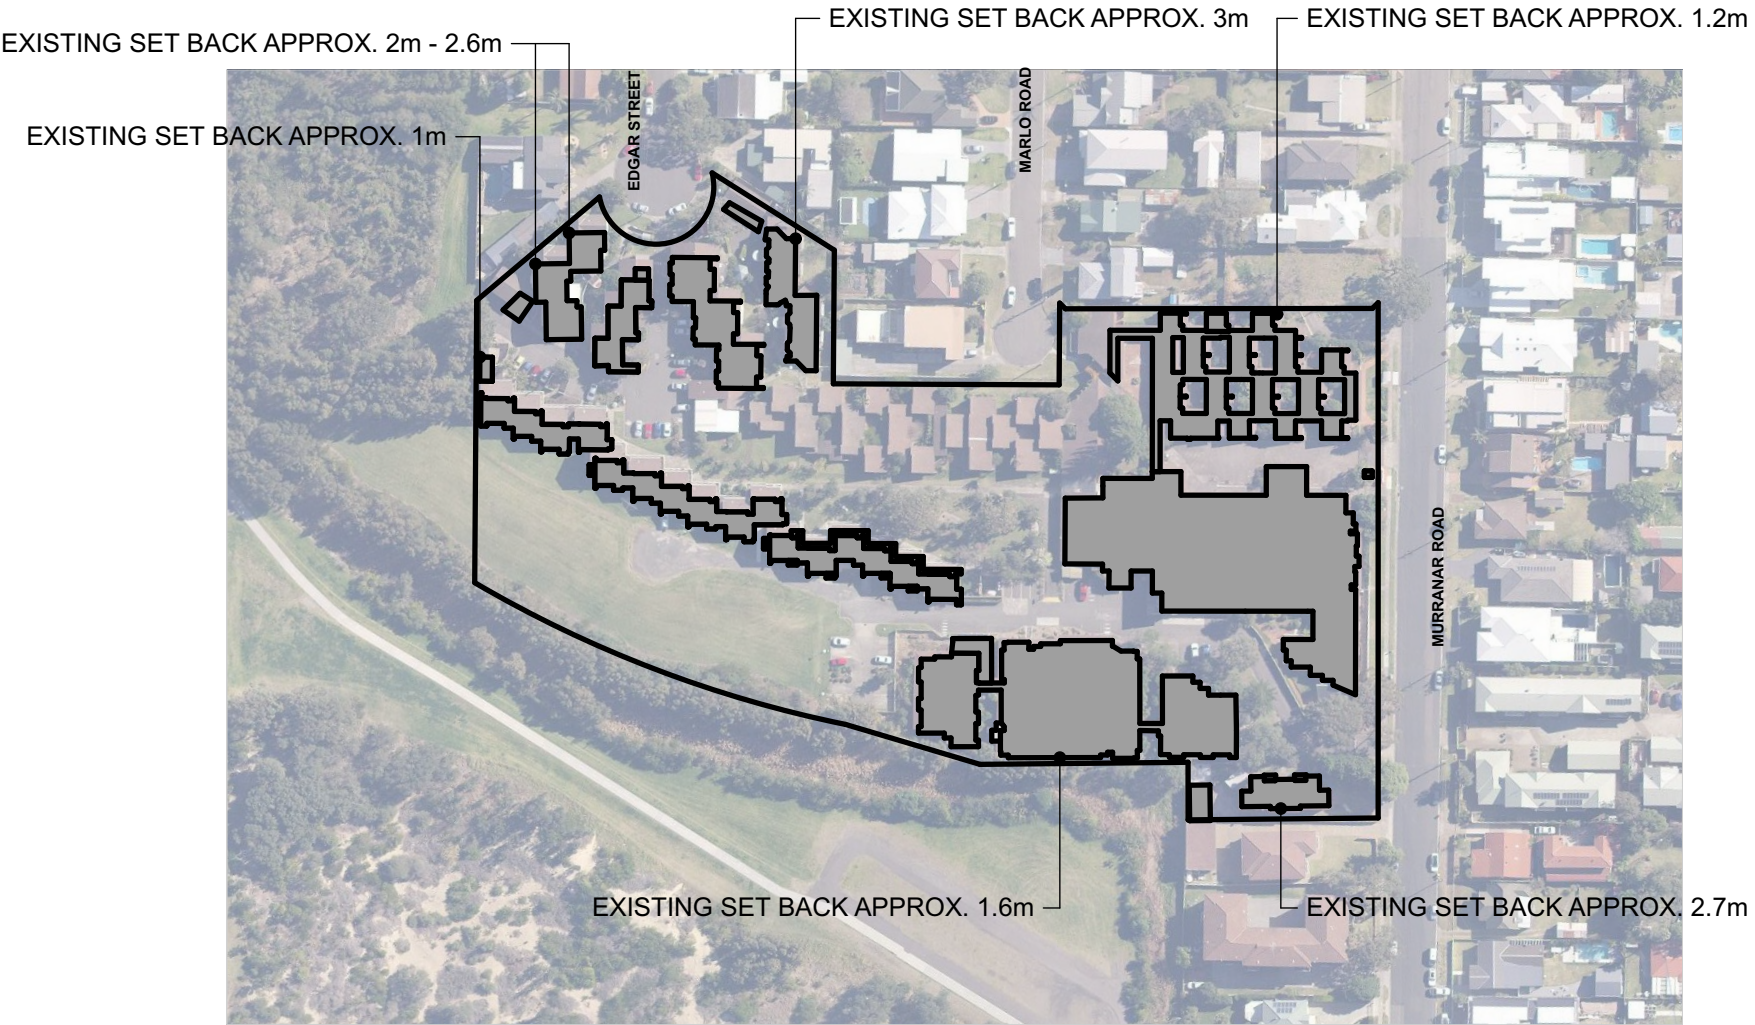 EXISTING SET BACK APPROX. 3m
EXISTING SET BACK APPROX. 1.2m
EXISTING SET BACK APPROX. 2m - 2.6m
EXISTING SET BACK APPROX. 1m
EDGAR STREET
MARLO ROAD
MURRANAR ROAD
EXISTING SET BACK APPROX. 1.6m
EXISTING SET BACK APPROX. 2.7m